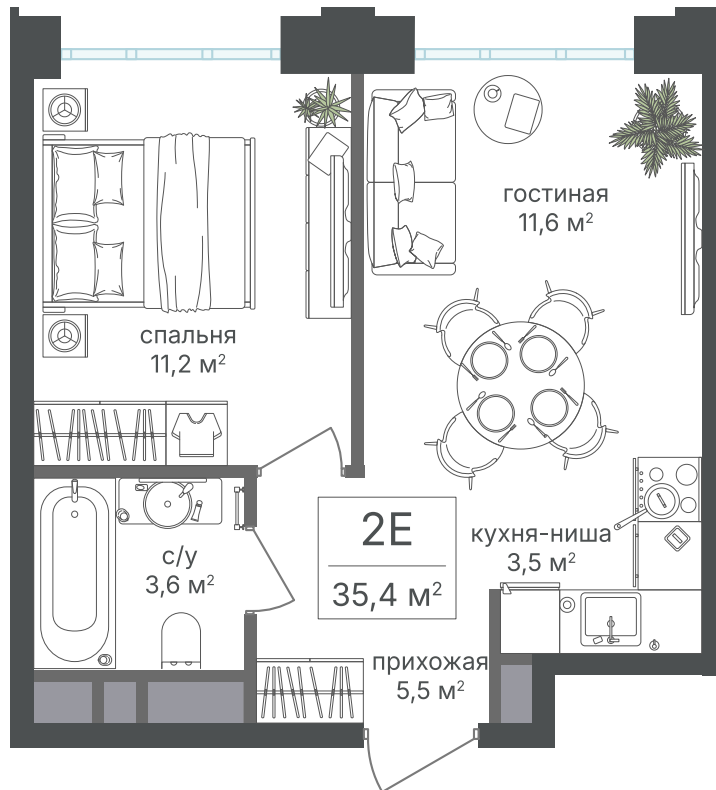 гостиная
11,6 м²
спальня
11,2 м²
2Е
35,4 м²
кухня-ниша
3,5 м²
с/у
3,6 м²
прихожая
5,5 м²